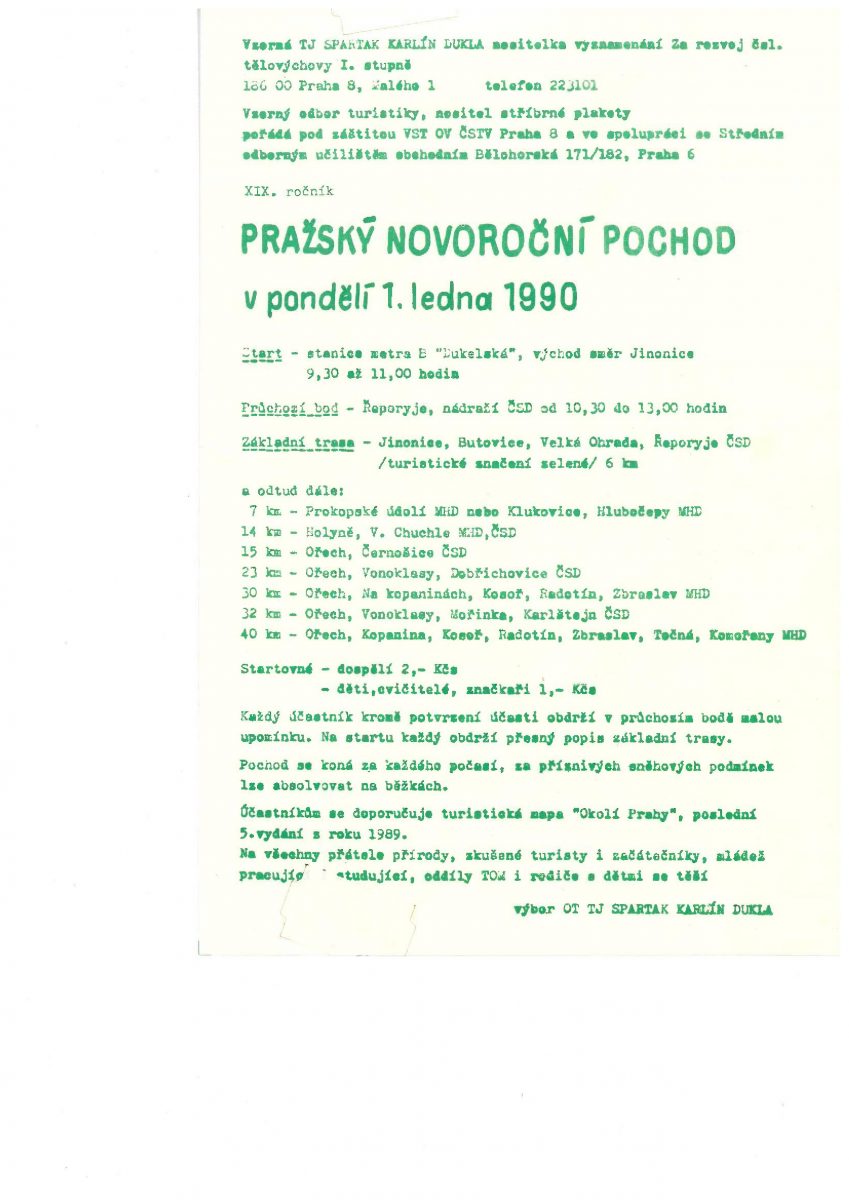 Vzorná TJ SPARTAK KARLÍN DUKLA nositelka vyznamenání Za rozvoj čsl.
tělovýchovy I. stupně
186 00 Praha 8, Malého 1 telefon 223101
Vzorný odbor turistiky, nositel stříbrné plakety
pořádá pod záštitou VST OV ČSTV Praha 8 a ve spolupráci se Středním
odborným učilištěm obchodním Bělohorská 171/182, Praha 6
XIX. ročník
PRAŽSKÝ NOVOROČNÍ POCHOD
v pondělí 1. ledna 1990
Start - stanice metra B "Dukelská", východ směr Jinonice
9,30 až 11,00 hodin
Průchozí bod - Řeporyje, nádraží ČSD od 10,30 do 13,00 hodin
Základní trasa - Jinonice, Butovice, Velká Ohrada, Řeporyje ČSD
/turistické značení zelené/ 6 km
a odtud dále:
7 km - Prokopské údolí MHD nebo Klukovice, Hlubočepy MHD
14 km - Holyně, V. Chuchle MHD,ČSD
15 km - Ořech, Černošice ČSD
23 km - Ořech, Vonoklasy, Dobřichovice ČSD
30 km - Ořech, Na kopaninách, Kosoř, Radotín, Zbraslav MHD
32 km - Ořech, Vonoklasy, Mořinka, Karlštejn ČSD
40 km - Ořech, Kopanina, Kosoř, Radotín, Zbraslav, Točná, Komořany MHD
Startovné - dospělí 2,- Kčs
- děti,cvičitelé, značkaři 1,- Kčs
Každý účastník kromě potvrzení účasti obdrží v průchozím bodě malou
upomínku. Na startu každý obdrží přesný popis základní trasy.
Pochod se koná za každého počasí, za příznivých sněhových podmínek
lze absolvovat na běžkách.
Účastníkům se doporučuje turistická mapa "Okolí Prahy", poslední
5.vydání z roku 1989.
Na všechny přátele přírody, zkušené turisty i začátečníky, mládež
oddíly TOM i rodiče s dětmi se těší
výbor OT TJ SPARTAK KARLÍN DUKLA